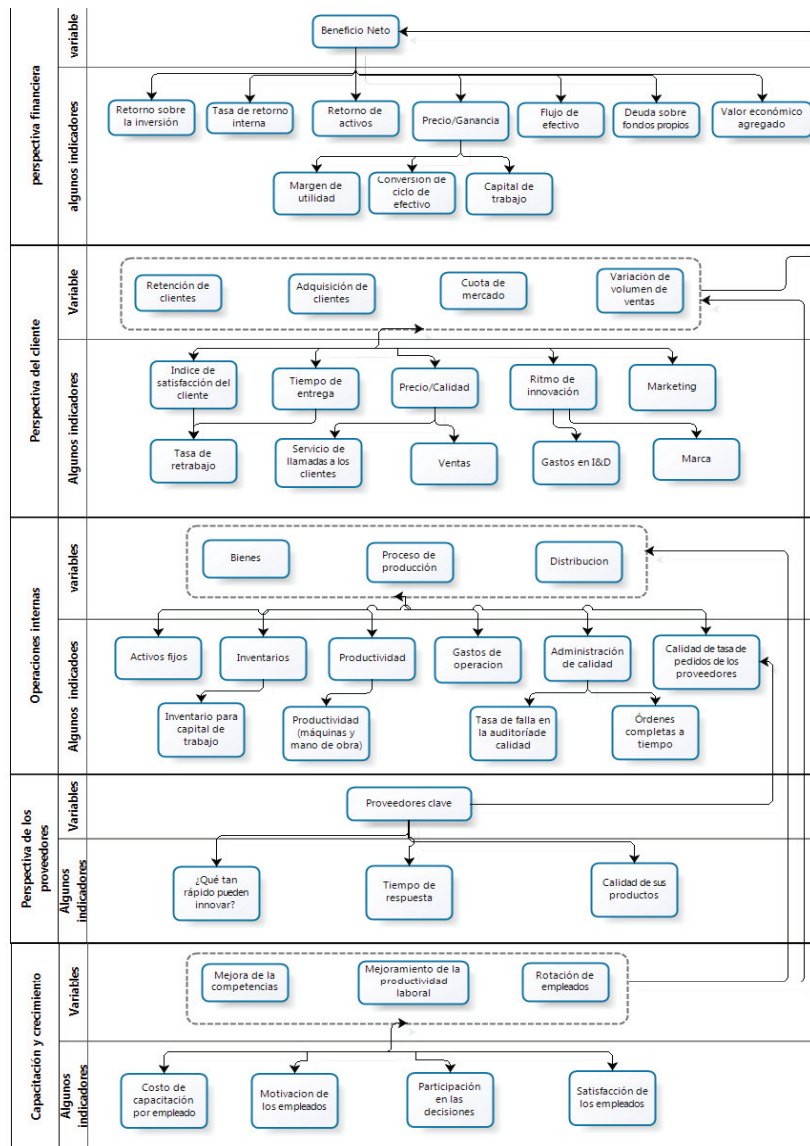 perspectiva financiera
variable
Beneficio Neto
algunos indicadores
Retorno sobre
la inversión
Tasa de retorno
interna
Retorno de
activos
Precio/Ganancia
Flujo de
efectivo
Deuda sobre
fondos propios
Valor económico
agregado
Margen de
utilidad
Conversión de
ciclo de
efectivo
Capital de
trabajo
Perspectiva del cliente
Variable
Retención de
clientes
Adquisición de
clientes
Cuota de
mercado
Variación de
volumen de
ventas
Algunos indicadores
Indice de
satisfacción del
cliente
Tiempo de
entrega
Precio/Calidad
Ritmo de
innovación
Marketing
Tasa de
retrabajo
Servicio de
llamadas a los
clientes
Ventas
Gastos en I&D
Marca
Operaciones internas
variables
Bienes
Proceso de
producción
Distribucion
Algunos indicadoes
Activos fijos
Inventarios
Productividad
Gastos de
operacion
Administración
de calidad
Calidad de tasa de
pedidos de los
proveedores
Inventario para
capital de
trabajo
Productividad
(máquinas y
mano de obra)
Tasa de falla en
la auditoríade
calidad
Órdenes
completas a
tiempo
Perspectiva de los
proveedores
Variables
Proveedores clave
Algunos
indicadores
¿Qué tan
rápido pueden
innovar?
Tiempo de
respuesta
Calidad de sus
productos
Capacitación y crecimiento
Variables
Mejora de la
competencias
Mejoramiento de la
productividad
laboral
Rotación de
empleados
Algunos
indicadores
Costo de
capacitación
por empleado
Motivacion de
los empleados
Participación
en las
decisiones
Satisfacción de
los empleados